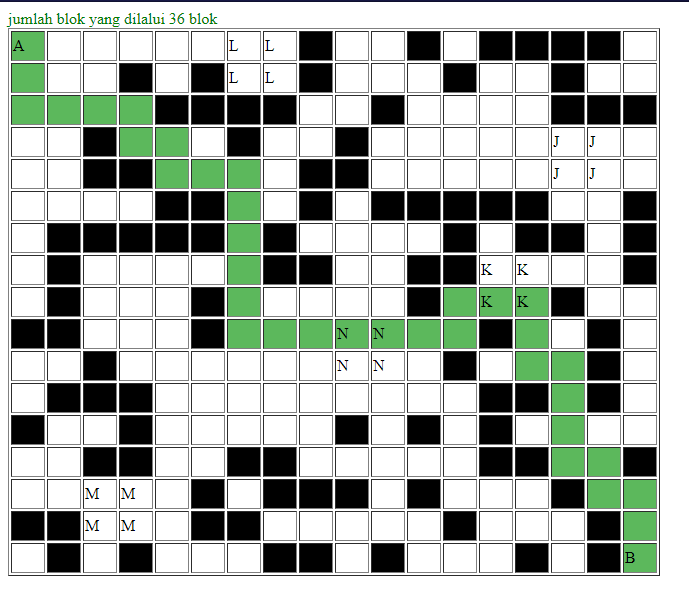 jumlah blok yang dilalui 36 blok
A L L
L L
J J
J J
K K
K K
N N
N N
M M
M M
B